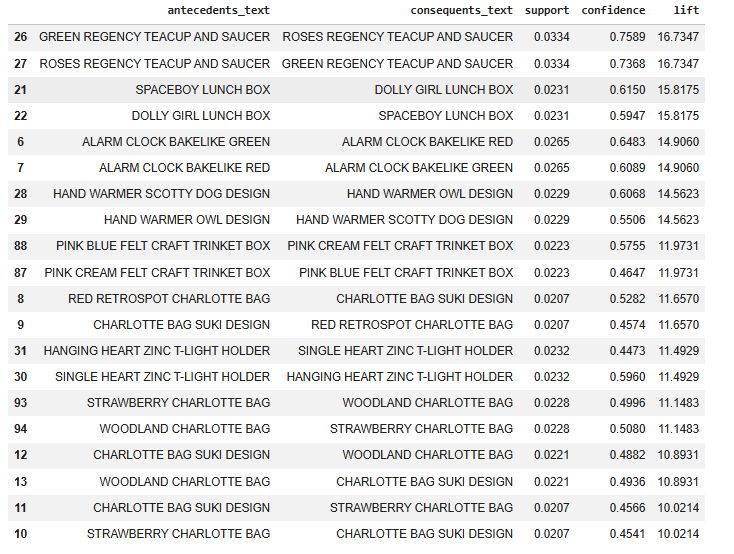 antecedents_text consequents_text support confidence lift
26 GREEN REGENCY TEACUP AND SAUCER ROSES REGENCY TEACUP AND SAUCER 0.0334 0.7589 16.7347
27 ROSES REGENCY TEACUP AND SAUCER GREEN REGENCY TEACUP AND SAUCER 0.0334 0.7368 16.7347
21 SPACEBOY LUNCH BOX DOLLY GIRL LUNCH BOX 0.0231 0.6150 15.8175
22 DOLLY GIRL LUNCH BOX SPACEBOY LUNCH BOX 0.0231 0.5947 15.8175
6 ALARM CLOCK BAKELIKE GREEN ALARM CLOCK BAKELIKE RED 0.0265 0.6483 14.9060
7 ALARM CLOCK BAKELIKE RED ALARM CLOCK BAKELIKE GREEN 0.0265 0.6089 14.9060
28 HAND WARMER SCOTTY DOG DESIGN HAND WARMER OWL DESIGN 0.0229 0.6068 14.5623
29 HAND WARMER OWL DESIGN HAND WARMER SCOTTY DOG DESIGN 0.0229 0.5506 14.5623
88 PINK BLUE FELT CRAFT TRINKET BOX PINK CREAM FELT CRAFT TRINKET BOX 0.0223 0.5755 11.9731
87 PINK CREAM FELT CRAFT TRINKET BOX PINK BLUE FELT CRAFT TRINKET BOX 0.0223 0.4647 11.9731
8 RED RETROSPOT CHARLOTTE BAG CHARLOTTE BAG SUKI DESIGN 0.0207 0.5282 11.6570
9 CHARLOTTE BAG SUKI DESIGN RED RETROSPOT CHARLOTTE BAG 0.0207 0.4574 11.6570
31 HANGING HEART ZINC T-LIGHT HOLDER SINGLE HEART ZINC T-LIGHT HOLDER 0.0232 0.4473 11.4929
30 SINGLE HEART ZINC T-LIGHT HOLDER HANGING HEART ZINC T-LIGHT HOLDER 0.0232 0.5960 11.4929
93 STRAWBERRY CHARLOTTE BAG WOODLAND CHARLOTTE BAG 0.0228 0.4996 11.1483
94 WOODLAND CHARLOTTE BAG STRAWBERRY CHARLOTTE BAG 0.0228 0.5080 11.1483
12 CHARLOTTE BAG SUKI DESIGN WOODLAND CHARLOTTE BAG 0.0221 0.4882 10.8931
13 WOODLAND CHARLOTTE BAG CHARLOTTE BAG SUKI DESIGN 0.0221 0.4936 10.8931
11 CHARLOTTE BAG SUKI DESIGN STRAWBERRY CHARLOTTE BAG 0.0207 0.4566 10.0214
10 STRAWBERRY CHARLOTTE BAG CHARLOTTE BAG SUKI DESIGN 0.0207 0.4541 10.0214